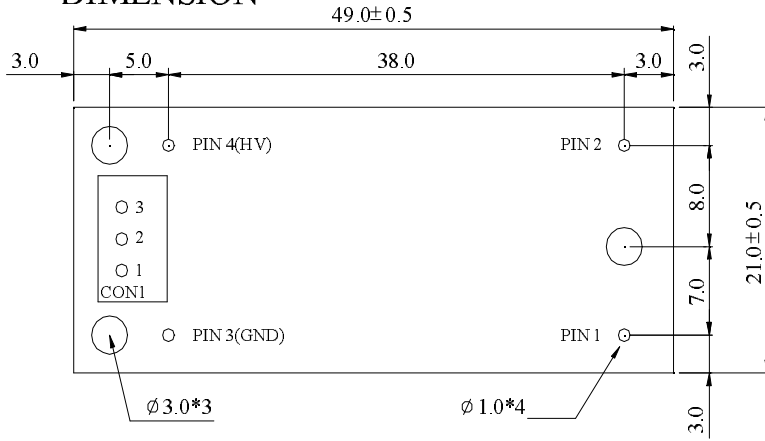 DIMENSION
49.0±0.5
3.0 5.0 38.0 3.0
3.0
PIN 4(HV) PIN 2
3
2
1
CON1
8.0
7.0
21.0±0.5
PIN 3(GND) PIN 1
Ø3.0*3 Ø1.0*4
3.0